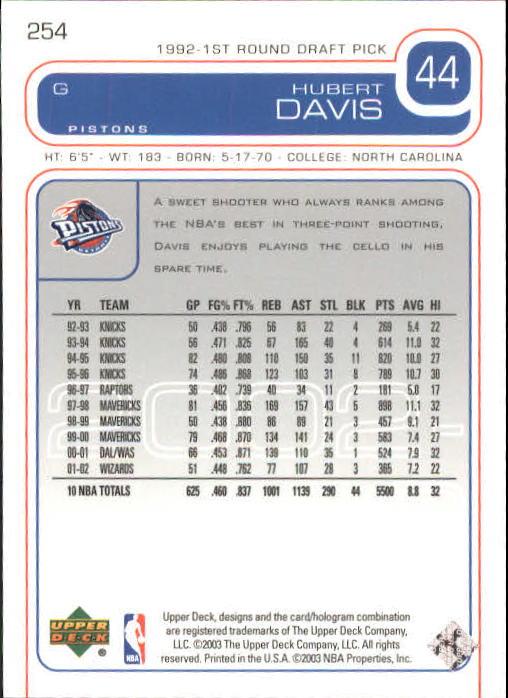 254
1992-1ST ROUND DRAFT PICK
44
G
HUBERT
DAVIS
PISTONS
HT: 6'5" - WT: 183 - BORN: 5-17-70 - COLLEGE: NORTH CAROLINA
PISTONS
A SWEET SHOOTER WHO ALWAYS RANKS AMONG
THE NBA'S BEST IN THREE-POINT SHOOTING,
DAVIS ENJOYS PLAYING THE CELLO IN HIS
SPARE TIME.
YR TEAM GP FG% FT% REB AST STL BLK PTS AVG HI
92-93 KNICKS 50 .438 .796 56 83 22 4 269 5.4 22
93-94 KNICKS 56 .471 .825 67 165 40 4 614 11.0 32
94-95 KNICKS 82 .480 .808 110 150 35 11 820 10.0 27
95-96 KNICKS 74 .486 .868 123 103 31 8 789 10.7 30
96-97 RAPTORS 36 .402 .739 40 34 11 2 181 5.0 17
97-98 MAVERICKS 81 .456 .836 169 157 43 5 898 11.1 32
98-99 MAVERICKS 50 .438 .880 86 89 21 3 457 9.1 21
99-00 MAVERICKS 79 .468 .870 134 141 24 3 583 7.4 27
00-01 DAL/WAS 66 .453 .871 139 110 35 1 524 7.9 32
01-02 WIZARDS 51 .448 .762 77 107 28 3 365 7.2 22
10 NBA TOTALS 625 .460 .837 1001 1139 290 44 5500 8.8 32
UPPER
DECK
NBA
Upper Deck, designs and the card/hologram combination
are registered trademarks of The Upper Deck Company,
LLC. ©2003 The Upper Deck Company, LLC. All rights
reserved. Printed in the U.S.A. ©2003 NBA Properties, Inc.